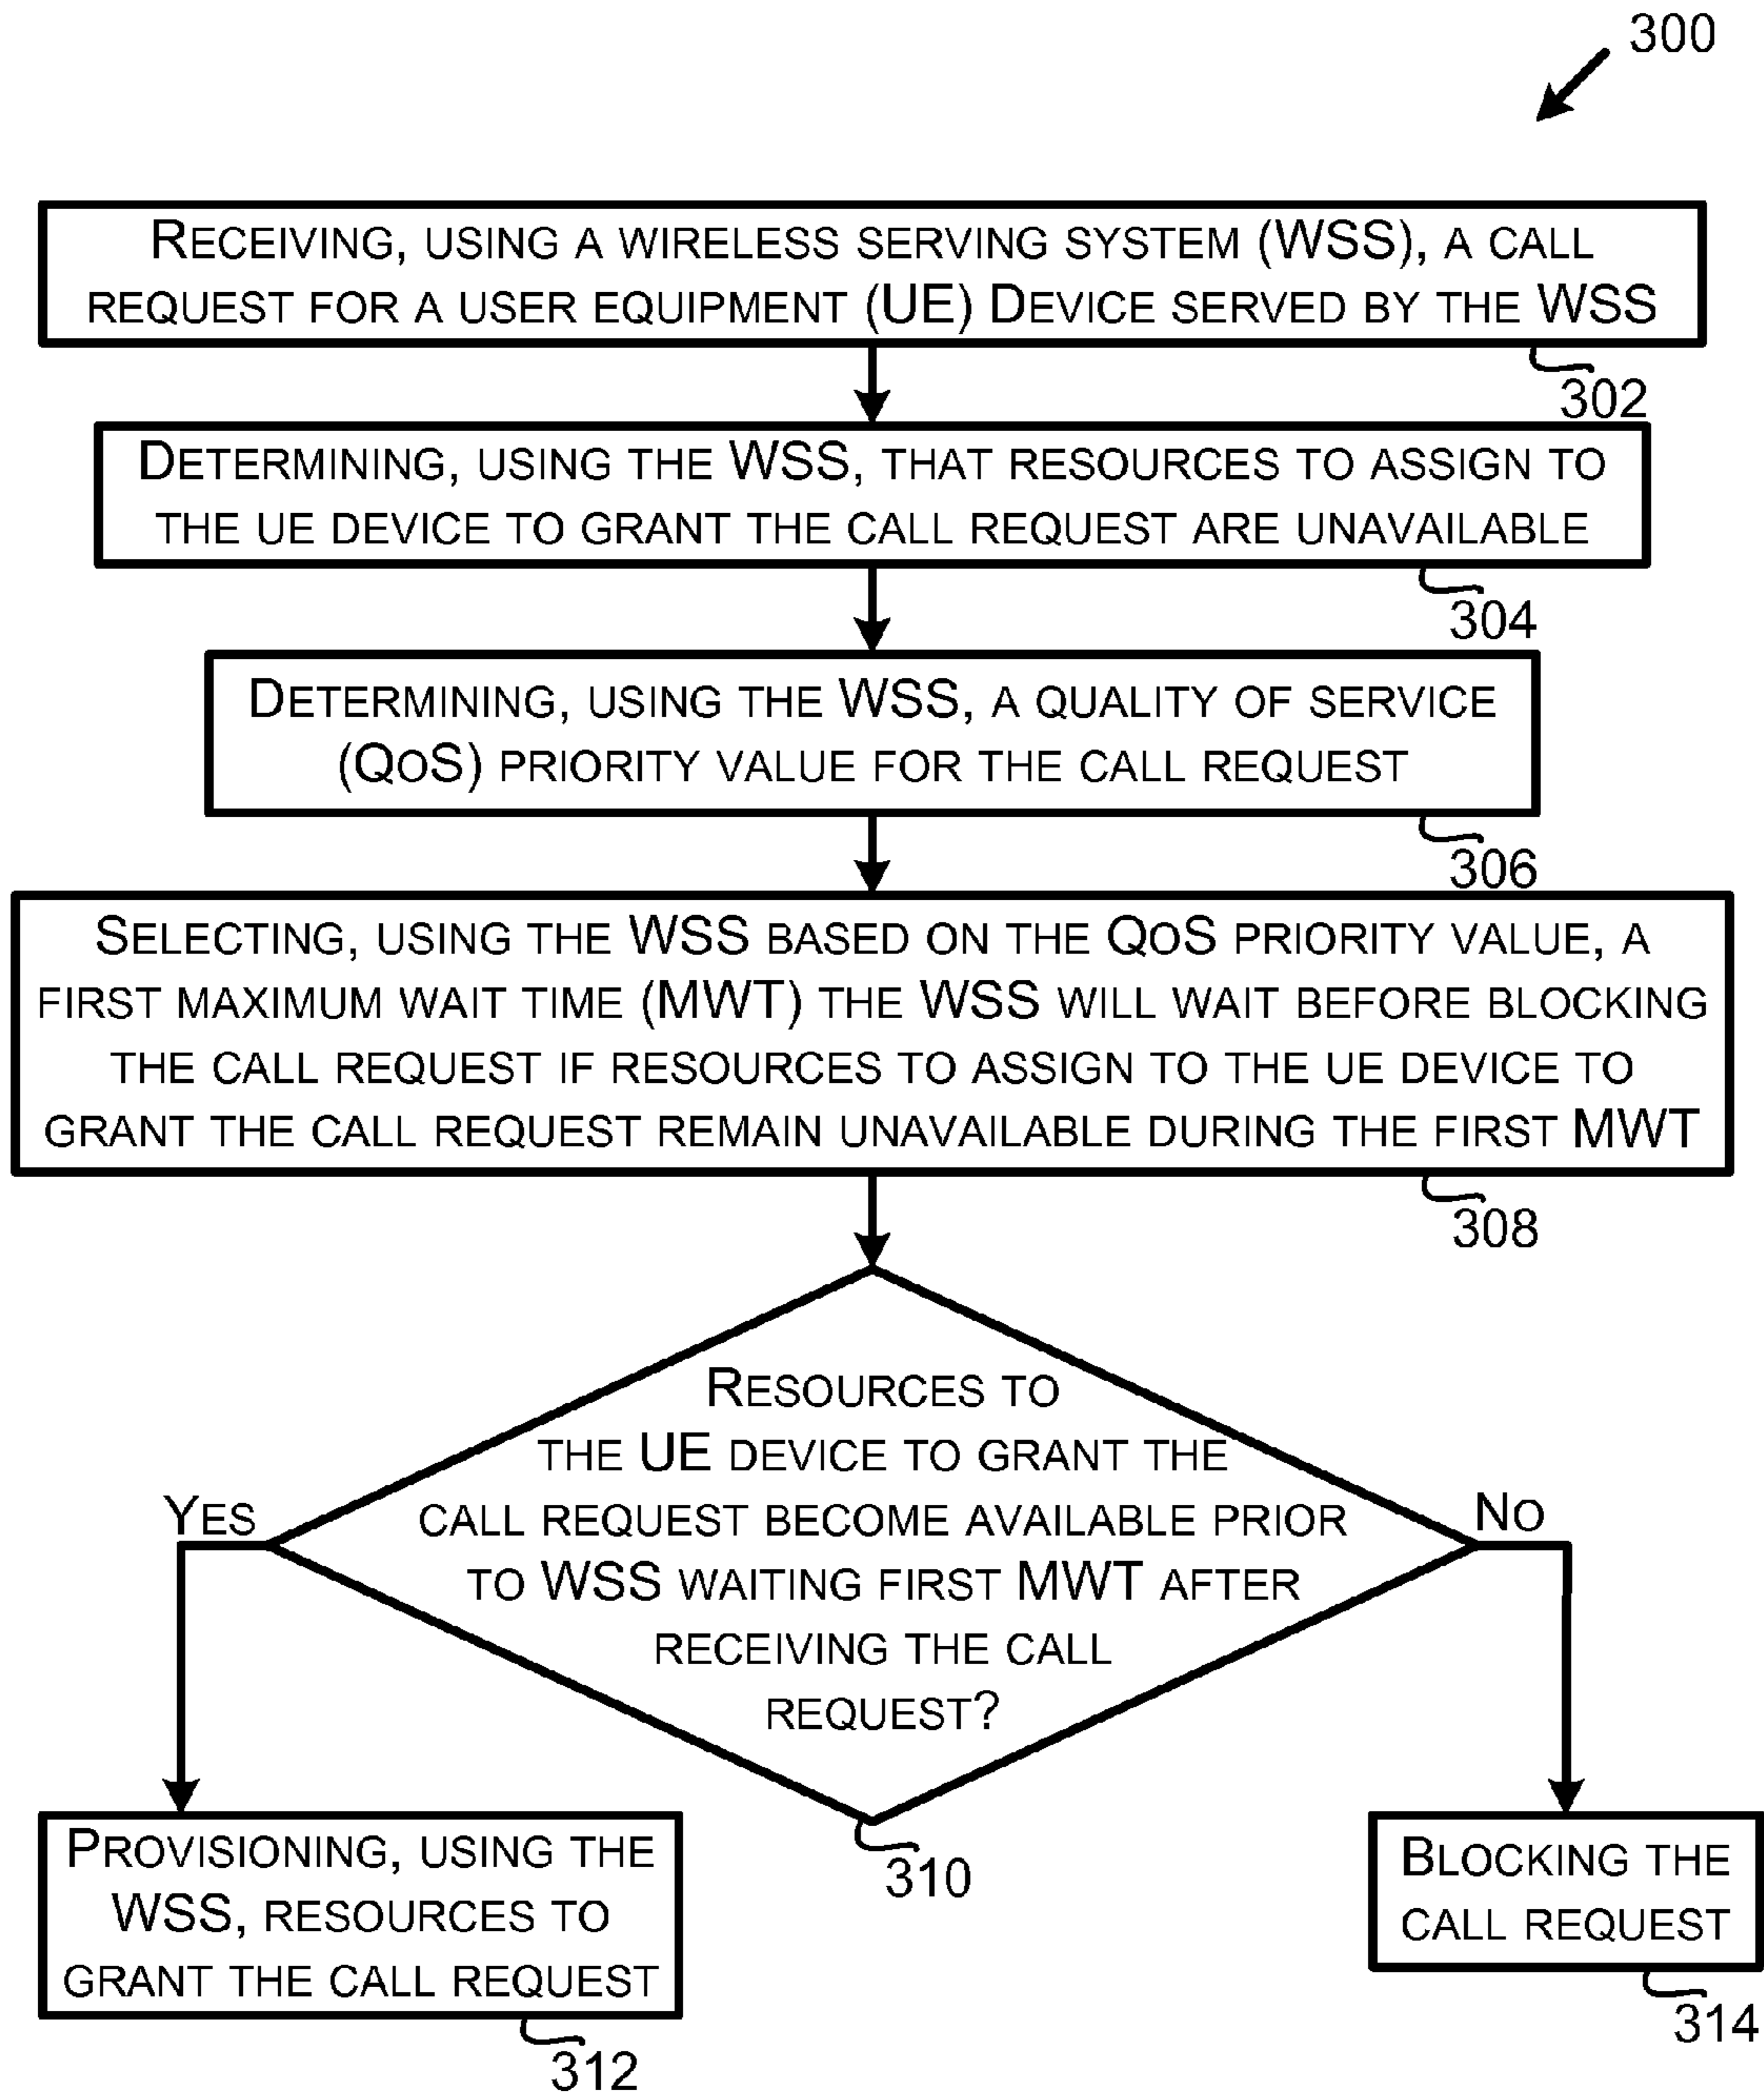 300
Receiving, using a wireless serving system (WSS), a call
request for a user equipment (UE) Device served by the WSS
302
Determining, using the WSS, that resources to assign to
the UE device to grant the call request are unavailable
304
Determining, using the WSS, a quality of service
(QoS) priority value for the call request
306
Selecting, using the WSS based on the QoS priority value, a
first maximum wait time (MWT) the WSS will wait before blocking
the call request if resources to assign to the UE device to
grant the call request remain unavailable during the first MWT
308
Resources to
the UE device to grant the
call request become available prior
to WSS waiting first MWT after
receiving the call
request?
Yes
No
310
Provisioning, using the
WSS, resources to
grant the call request
312
Blocking the
call request
314